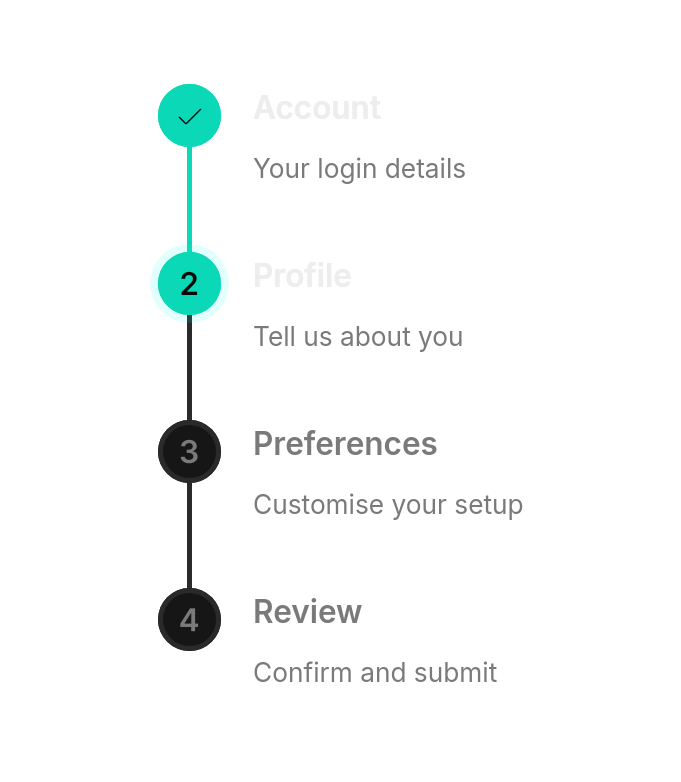 Account
Your login details
2
Profile
Tell us about you
3
Preferences
Customise your setup
4
Review
Confirm and submit